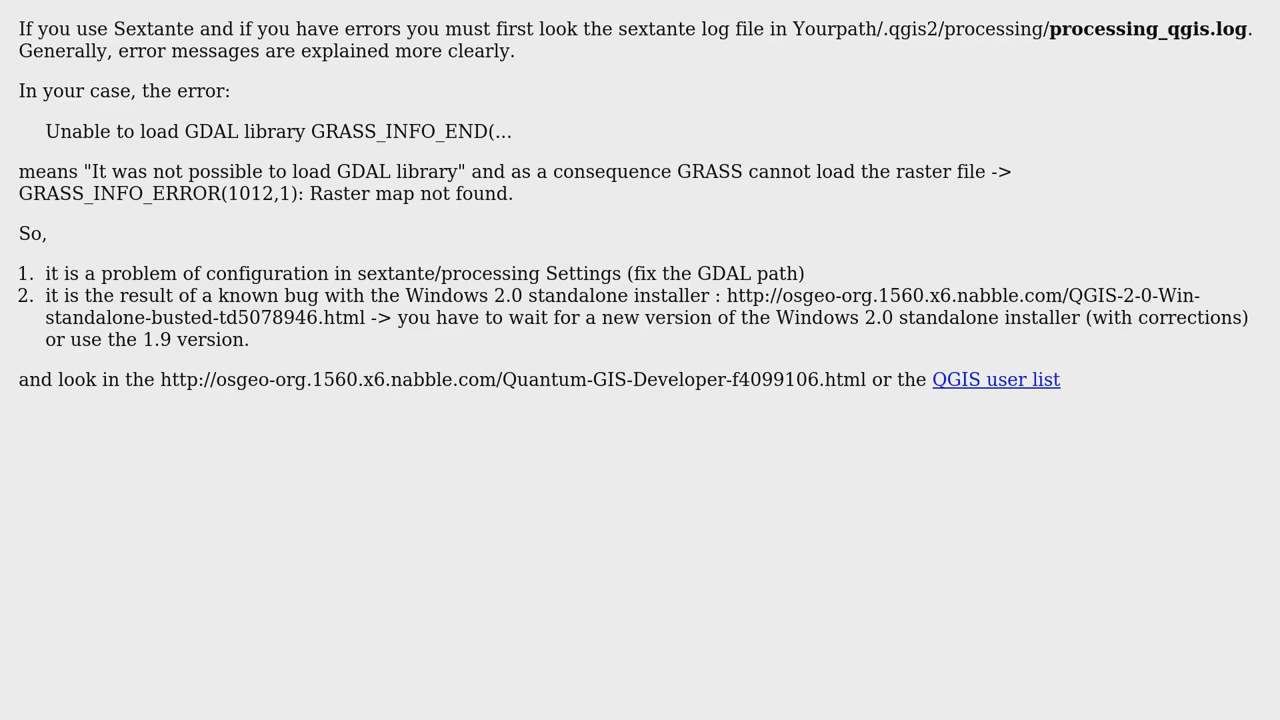 If you use Sextante and if you have errors you must first look the sextante log file in Yourpath/.qgis2/processing/processing_qgis.log.
Generally, error messages are explained more clearly.
In your case, the error:
Unable to load GDAL library GRASS_INFO_END(...
means "It was not possible to load GDAL library" and as a consequence GRASS cannot load the raster file ->
GRASS_INFO_ERROR(1012,1): Raster map not found.
So,
1. it is a problem of configuration in sextante/processing Settings (fix the GDAL path)
2. it is the result of a known bug with the Windows 2.0 standalone installer : http://osgeo-org.1560.x6.nabble.com/QGIS-2-0-Win-
standalone-busted-td5078946.html -> you have to wait for a new version of the Windows 2.0 standalone installer (with corrections)
or use the 1.9 version.
and look in the http://osgeo-org.1560.x6.nabble.com/Quantum-GIS-Developer-f4099106.html or the QGIS user list